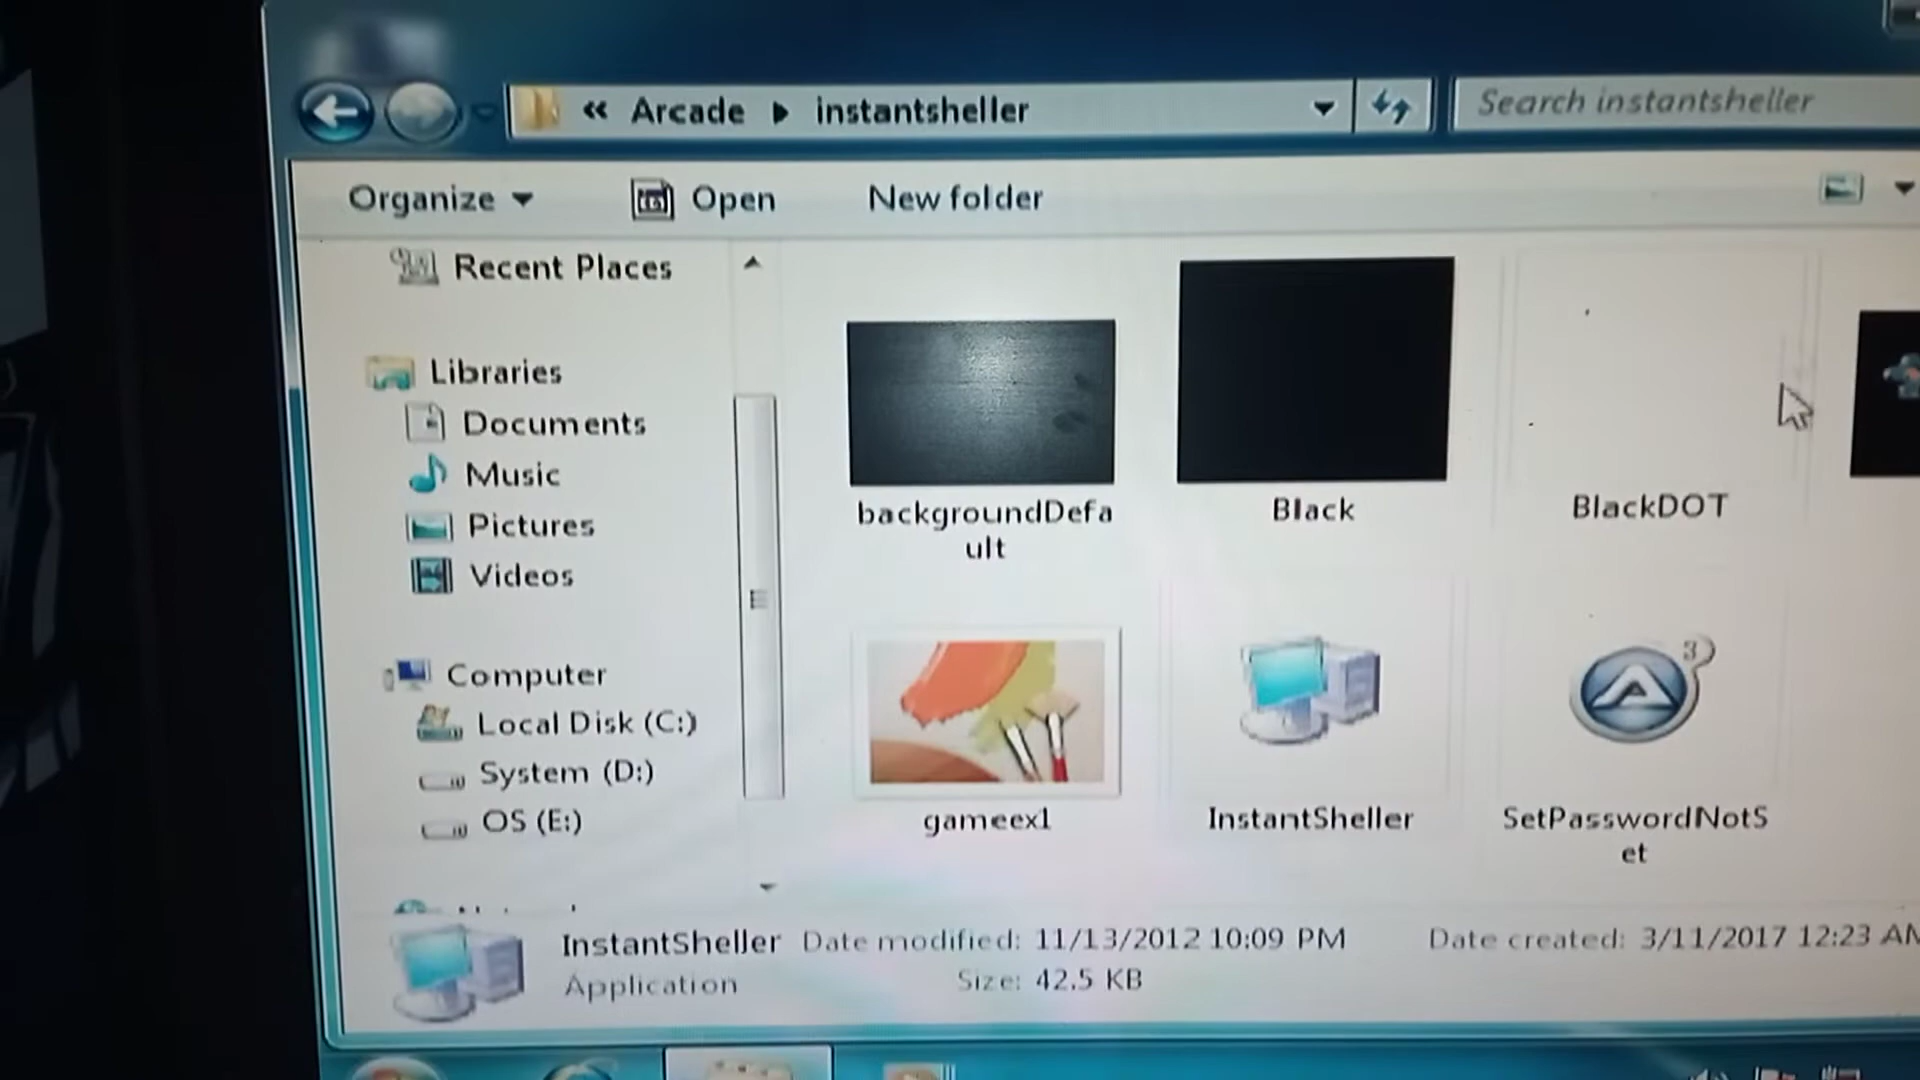 « Arcade ▸ instantsheller
Search instantsheller
Organize
Open
New folder
Recent Places
Libraries
Documents
Music
Pictures
Videos
Computer
Local Disk (C:)
System (D:)
OS (E:)
backgroundDefa
ult
Black
BlackDOT
gameex1
InstantSheller
SetPasswordNotS
et
InstantSheller Date modified: 11/13/2012 10:09 PM Date created: 3/11/2017 12:23 AM
Application Size: 42.5 KB